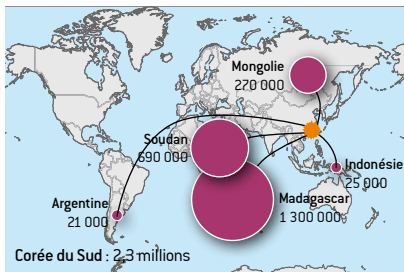 Mongolie
270 000
Soudan
690 000
Indonésie
25 000
Argentine
21 000
Madagascar
1 300 000
Corée du Sud : 2,3 millions